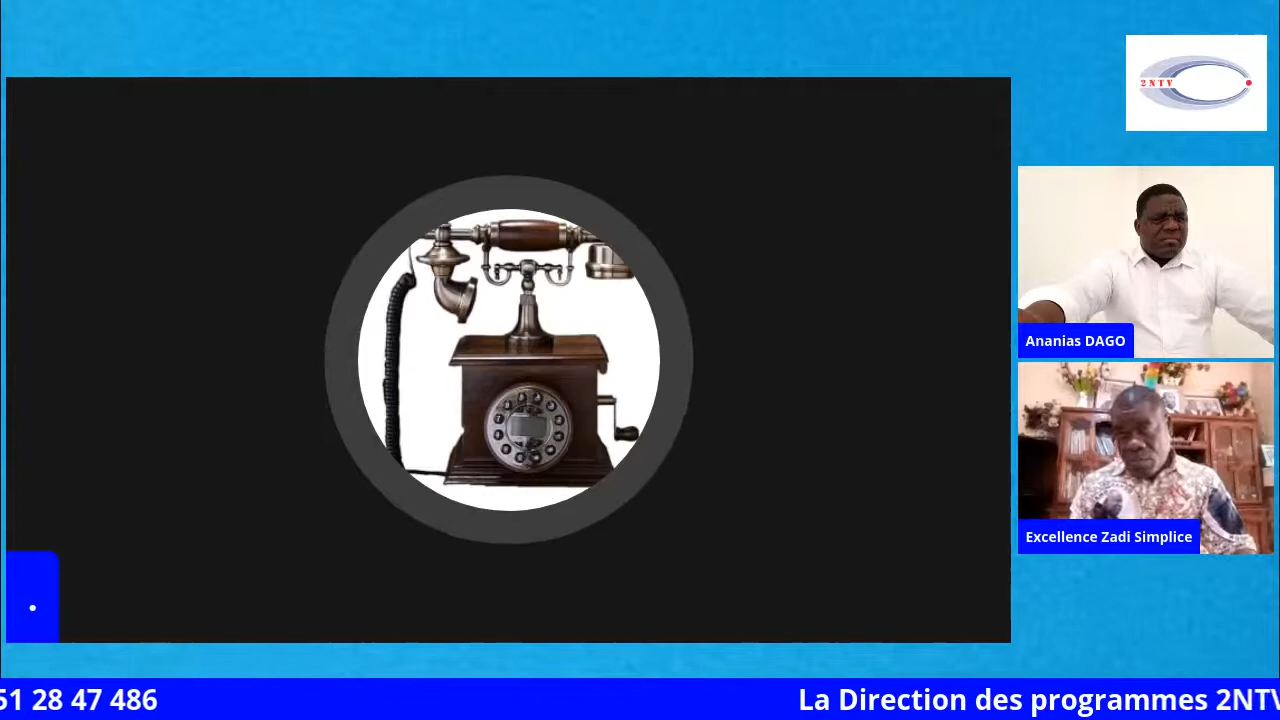 2NTV
Ananias DAGO
Excellence Zadi Simplice
.
51 28 47 486
La Direction des programmes 2NTV